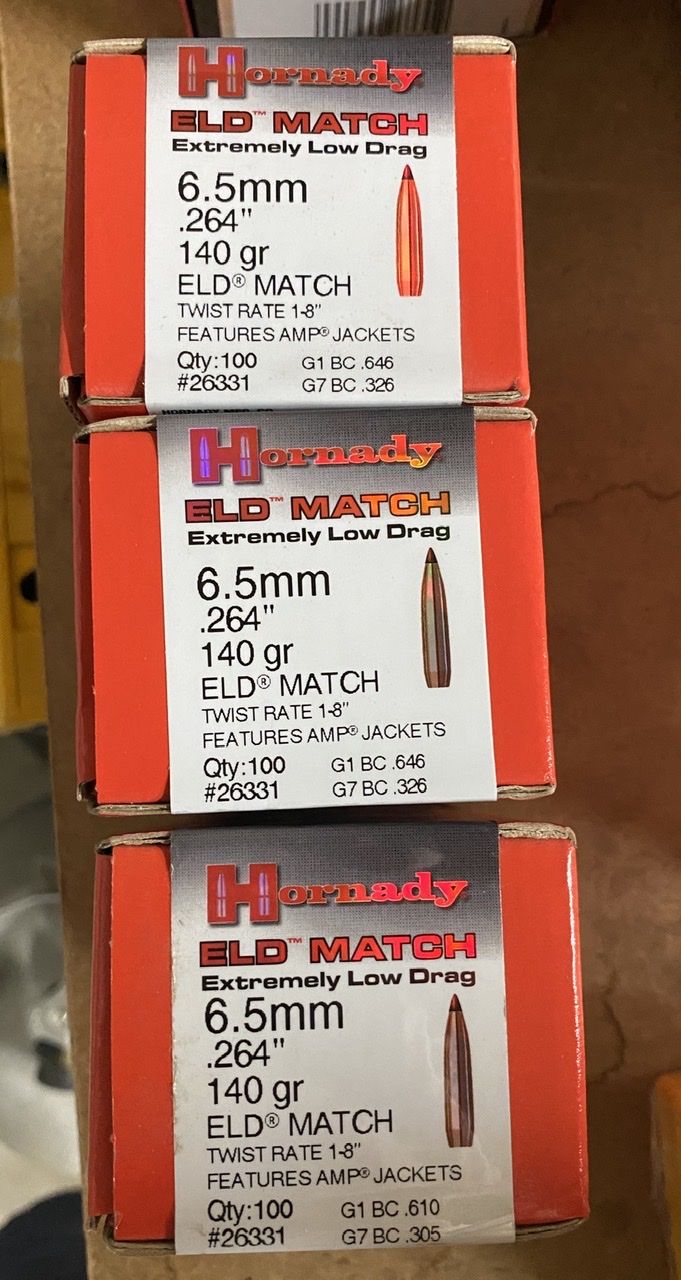 Hornady
ELD™ MATCH
Extremely Low Drag
6.5mm
.264"
140 gr
ELD® MATCH
TWIST RATE 1-8"
FEATURES AMP® JACKETS
Qty:100 G1 BC .646
#26331 G7 BC .326
HORNADY MFG. CO.
Hornady
ELD™ MATCH
Extremely Low Drag
6.5mm
.264"
140 gr
ELD® MATCH
TWIST RATE 1-8"
FEATURES AMP® JACKETS
Qty:100 G1 BC .646
#26331 G7 BC .326
Hornady
ELD™ MATCH
Extremely Low Drag
6.5mm
.264"
140 gr
ELD® MATCH
TWIST RATE 1-8"
FEATURES AMP® JACKETS
Qty:100 G1 BC .610
#26331 G7 BC .305